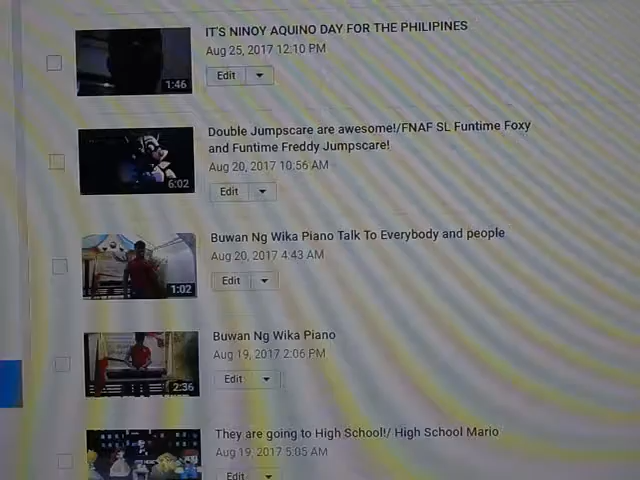 IT'S NINOY AQUINO DAY FOR THE PHILIPINES
Aug 25, 2017 12:10 PM
Edit
1:46
Double Jumpscare are awesome!/FNAF SL Funtime Foxy
and Funtime Freddy Jumpscare!
Aug 20, 2017 10:56 AM
6:02
Edit
Buwan Ng Wika Piano Talk To Everybody and people
Aug 20, 2017 4:43 AM
Edit
1:02
Buwan Ng Wika Piano
Aug 19, 2017 2:06 PM
Edit
2:36
They are going to High School!/ High School Mario
Aug 19, 2017 5:05 AM
Edit